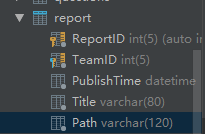 report
ReportID int(5) (auto in
TeamID int(5)
PublishTime datetime
Title varchar(80)
Path varchar(120)